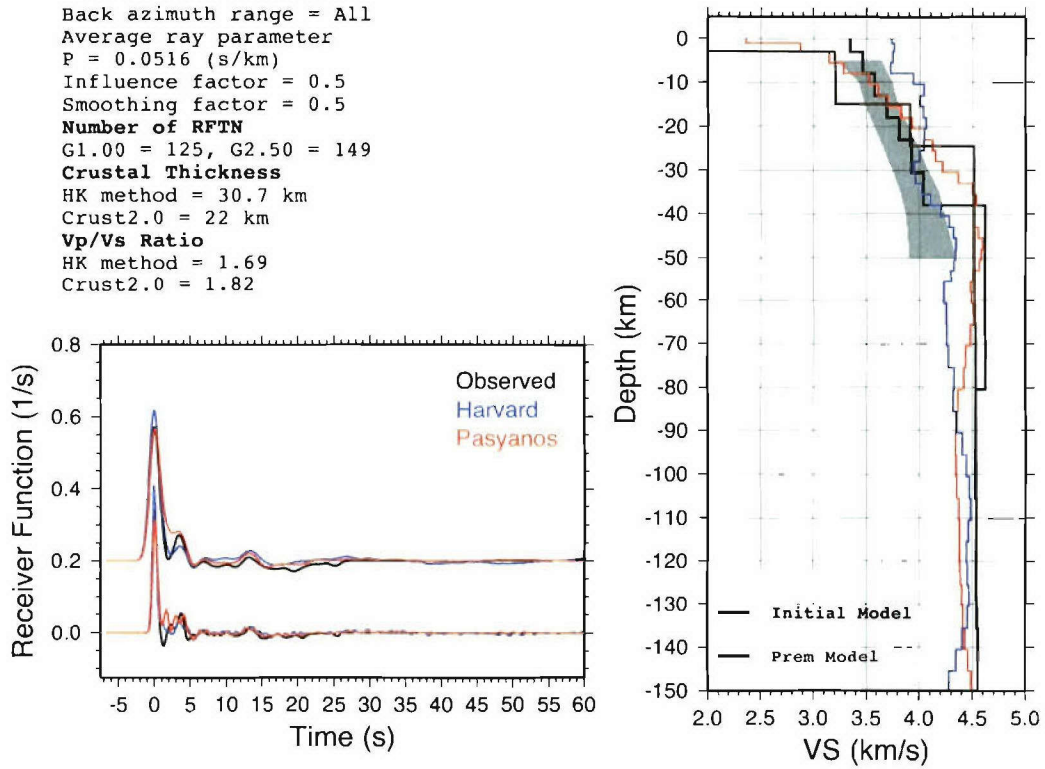 Back azimuth range = All
Average ray parameter
P = 0.0516 (s/km)
Influence factor = 0.5
Smoothing factor = 0.5
Number of RFTN
G1.00 = 125, G2.50 = 149
Crustal Thickness
HK method = 30.7 km
Crust2.0 = 22 km
Vp/Vs Ratio
HK method = 1.69
Crust2.0 = 1.82
Receiver Function (1/s)
0.8
0.6
0.4
0.2
0.0
Observed
Harvard
Pasyanos
-5 0 5 10 15 20 25 30 35 40 45 50 55 60
Time (s)
Depth (km)
0
-10
-20
-30
-40
-50
-60
-70
-80
-90
-100
-110
-120
-130
-140
-150
Initial Model
Prem Model
2.0 2.5 3.0 3.5 4.0 4.5 5.0
VS (km/s)